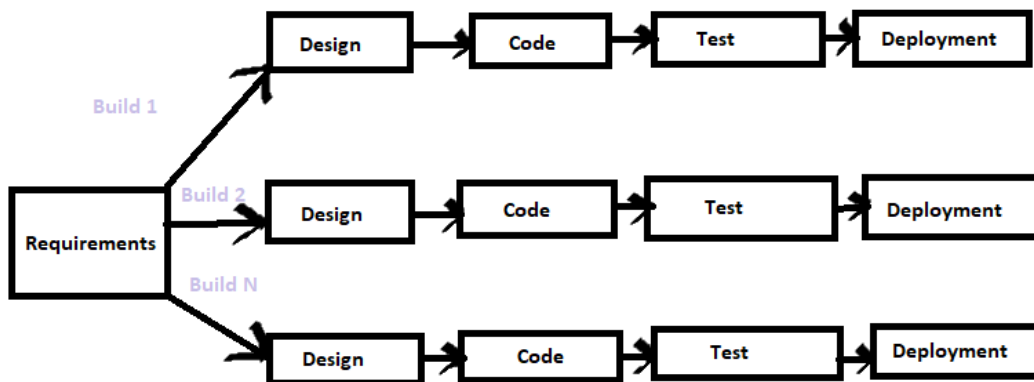 Design
Code
Test
Deployment
Build 1
Build 2
Requirements
Design
Code
Test
Deployment
Build N
Design
Code
Test
Deployment